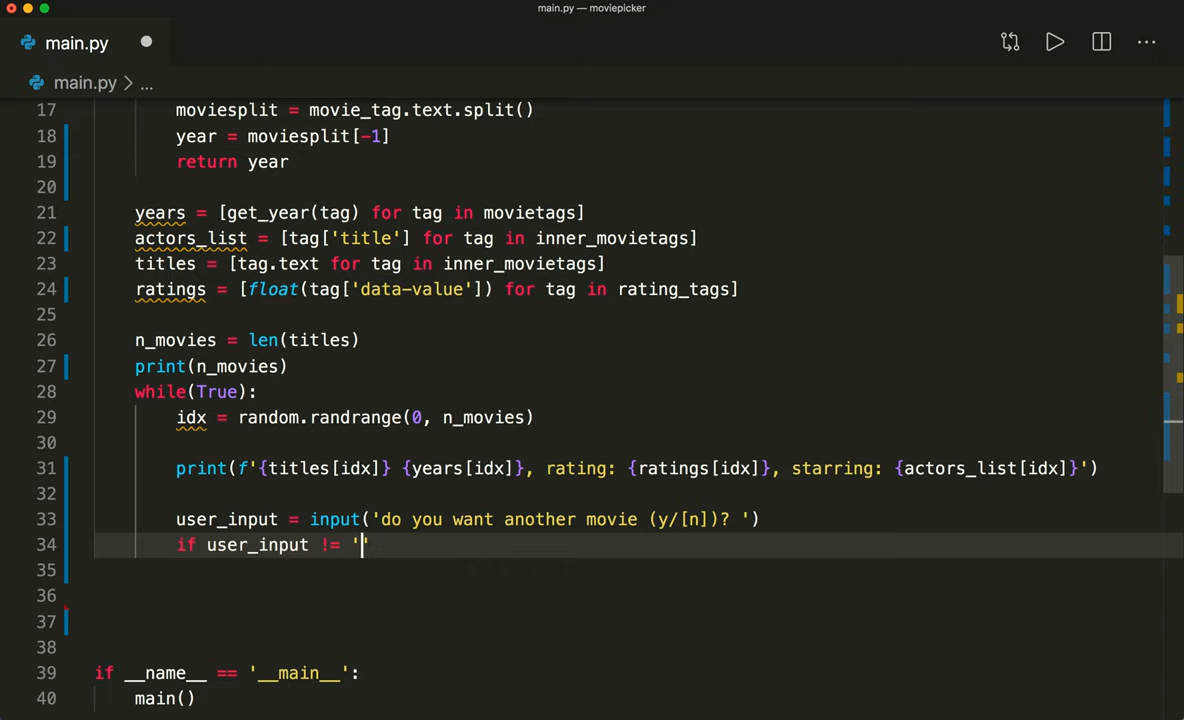 main.py — moviepicker
main.py
main.py > ...
17 moviesplit = movie_tag.text.split()
18 year = moviesplit[-1]
19 return year
20
21 years = [get_year(tag) for tag in movietags]
22 actors_list = [tag['title'] for tag in inner_movietags]
23 titles = [tag.text for tag in inner_movietags]
24 ratings = [float(tag['data-value']) for tag in rating_tags]
25
26 n_movies = len(titles)
27 print(n_movies)
28 while(True):
29 idx = random.randrange(0, n_movies)
30
31 print(f'{titles[idx]} {years[idx]}, rating: {ratings[idx]}, starring: {actors_list[idx]}')
32
33 user_input = input('do you want another movie (y/[n])? ')
34 if user_input != ''
35
36
37
38
39 if __name__ == '__main__':
40 main()